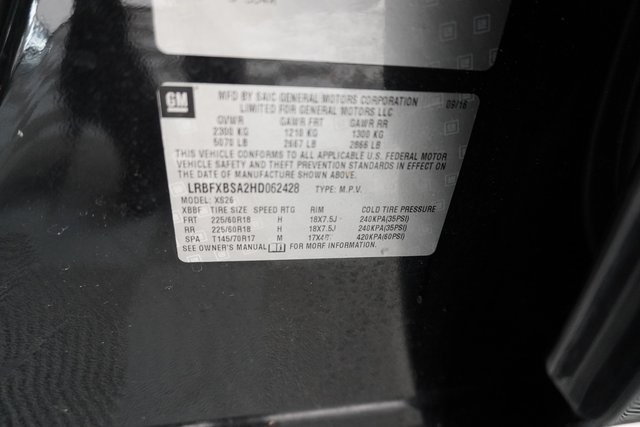 GM
MFD BY SAIC GENERAL MOTORS CORPORATION 09/16
LIMITED FOR GENERAL MOTORS LLC
GVWR GAWR FRT GAWR RR
2300 KG 1210 KG 1300 KG
5070 LB 2667 LB 2866 LB
THIS VEHICLE CONFORMS TO ALL APPLICABLE U.S. FEDERAL MOTOR
VEHICLE SAFETY AND THEFT PREVENTION STANDARDS IN EFFECT ON
THE DATE OF MANUFACTURE SHOWN ABOVE.
LRBFXBSA2HD062428 TYPE: M.P.V.
MODEL: XS26
XBBF TIRE SIZE SPEED RTG RIM COLD TIRE PRESSURE
FRT 225/60R18 H 18X7.5J 240KPA(35PSI)
RR 225/60R18 H 18X7.5J 240KPA(35PSI)
SPA T145/70R17 M 17X4T 420KPA(60PSI)
SEE OWNER'S MANUAL FOR MORE INFORMATION.